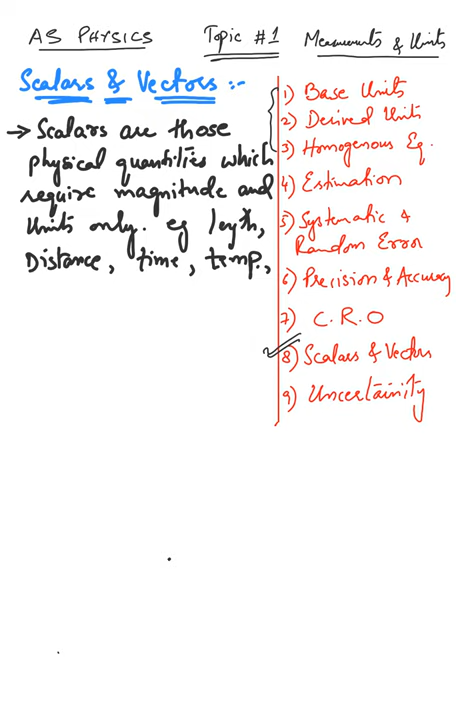 AS PHYSICS Topic #1 Measurments & Units
Scalars & Vectors :-
→ Scalars are those
physical quantities which
require magnitude and
Units only. eg length,
Distance, time, temp.,
1) Base Units
2) Derived Units
3) Homogenous Eq.
4) Estimation
5) Systematic &
Random Error
6) Precision & Accuracy
7) C.R.O
8) Scalars & Vectors
9) Uncertainity